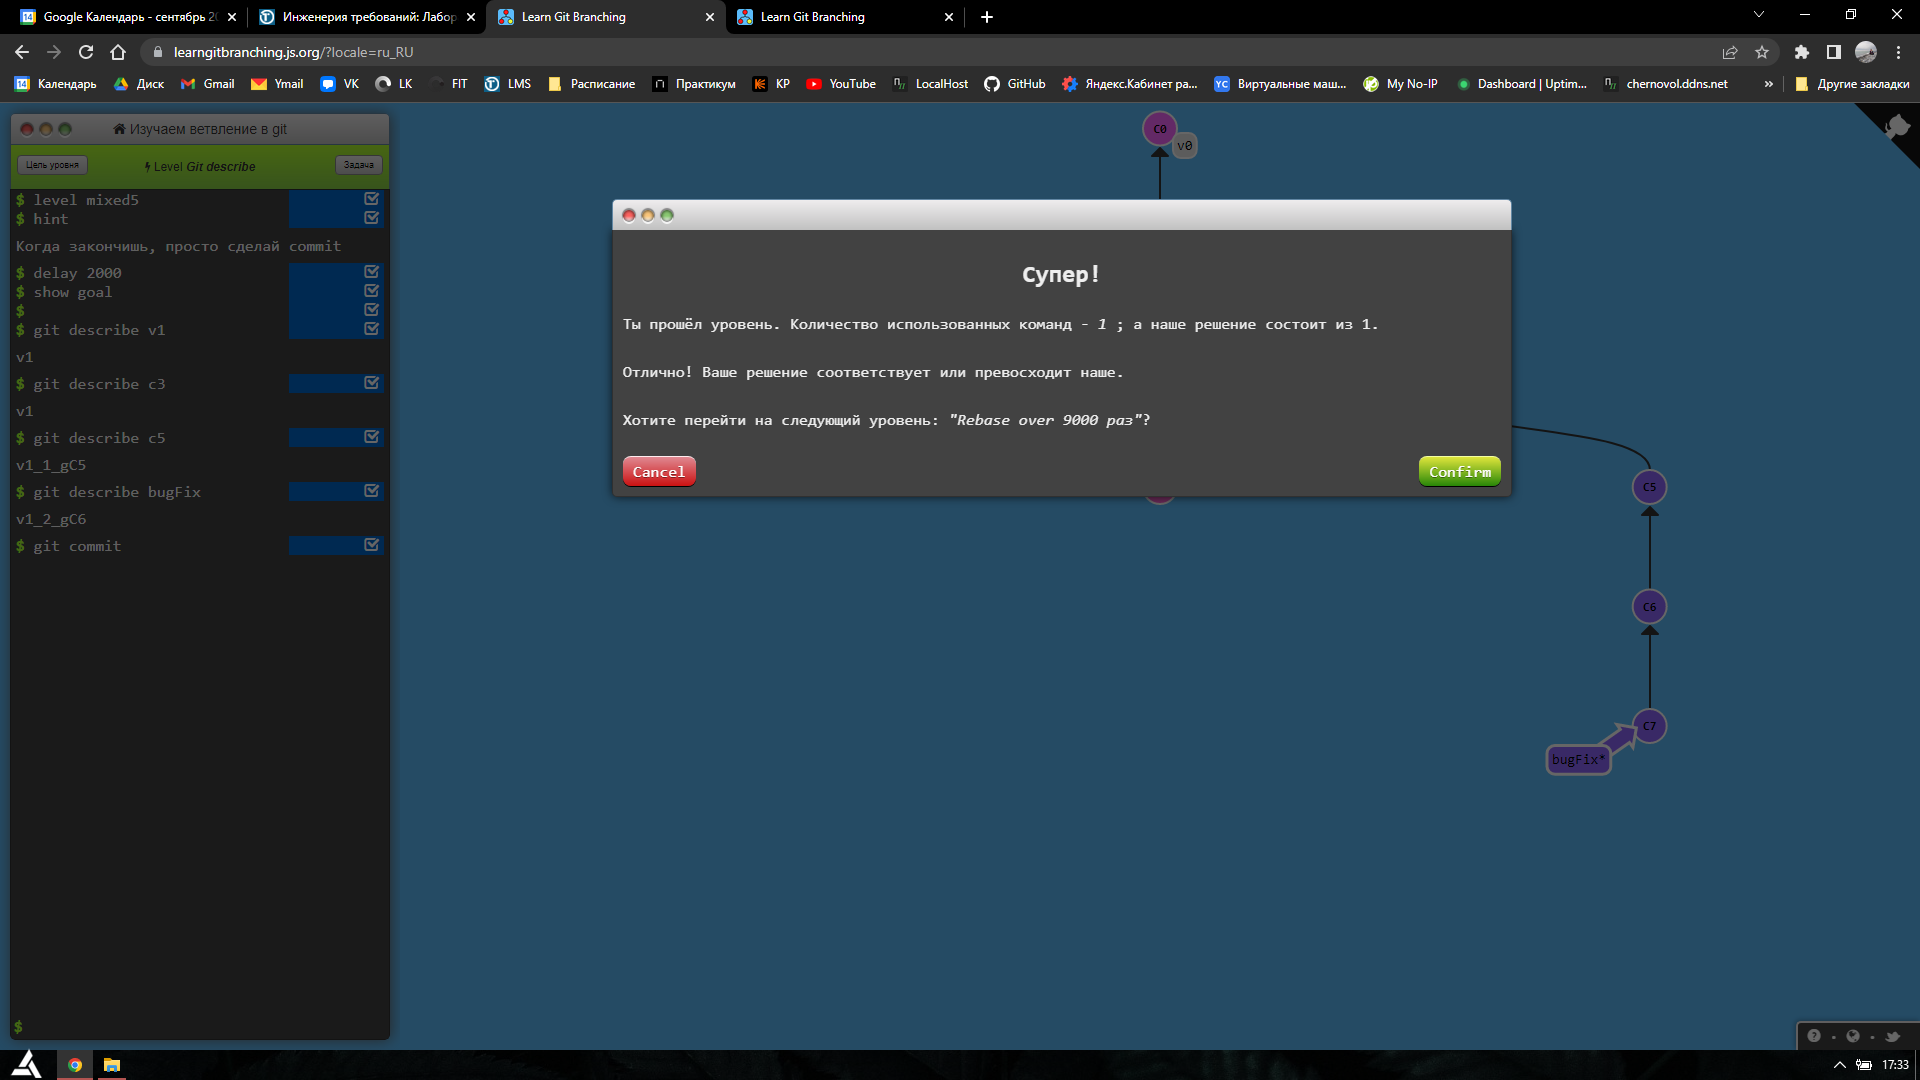 Google Календарь - сентябрь 20
Инженерия требований: Лабор
Learn Git Branching
Learn Git Branching
learngitbranching.js.org/?locale=ru_RU
Календарь
Диск
Gmail
Ymail
VK
LK
FIT
LMS
Расписание
Практикум
KP
YouTube
LocalHost
GitHub
Яндекс.Кабинет ра...
Виртуальные маш...
My No-IP
Dashboard | Uptim...
chernovol.ddns.net
»
Другие закладки
Изучаем ветвление в git
Цель уровня
Level Git describe
Задача
$ level mixed5
$ hint
Когда закончишь, просто сделай commit
$ delay 2000
$ show goal
$
$ git describe v1
v1
$ git describe c3
v1
$ git describe c5
v1_1_gC5
$ git describe bugFix
v1_2_gC6
$ git commit
$
C0
v0
Супер!
Ты прошёл уровень. Количество использованных команд - 1 ; а наше решение состоит из 1.
Отлично! Ваше решение соответствует или превосходит наше.
Хотите перейти на следующий уровень: "Rebase over 9000 раз"?
Cancel
Confirm
C5
C6
C7
bugFix*
17:33